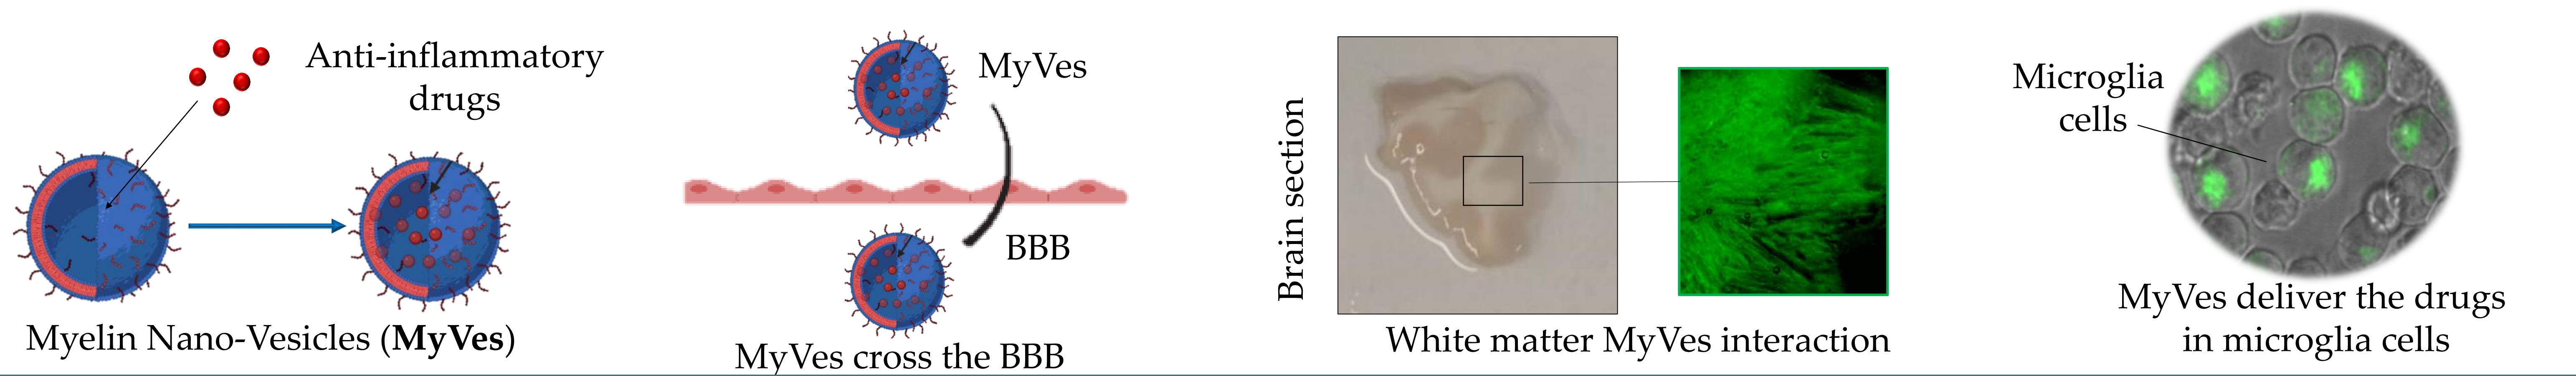 Anti-inflammatory
drugs
Myelin Nano-Vesicles (MyVes)
MyVes
BBB
MyVes cross the BBB
Brain section
White matter MyVes interaction
Microglia
cells
MyVes deliver the drugs
in microglia cells